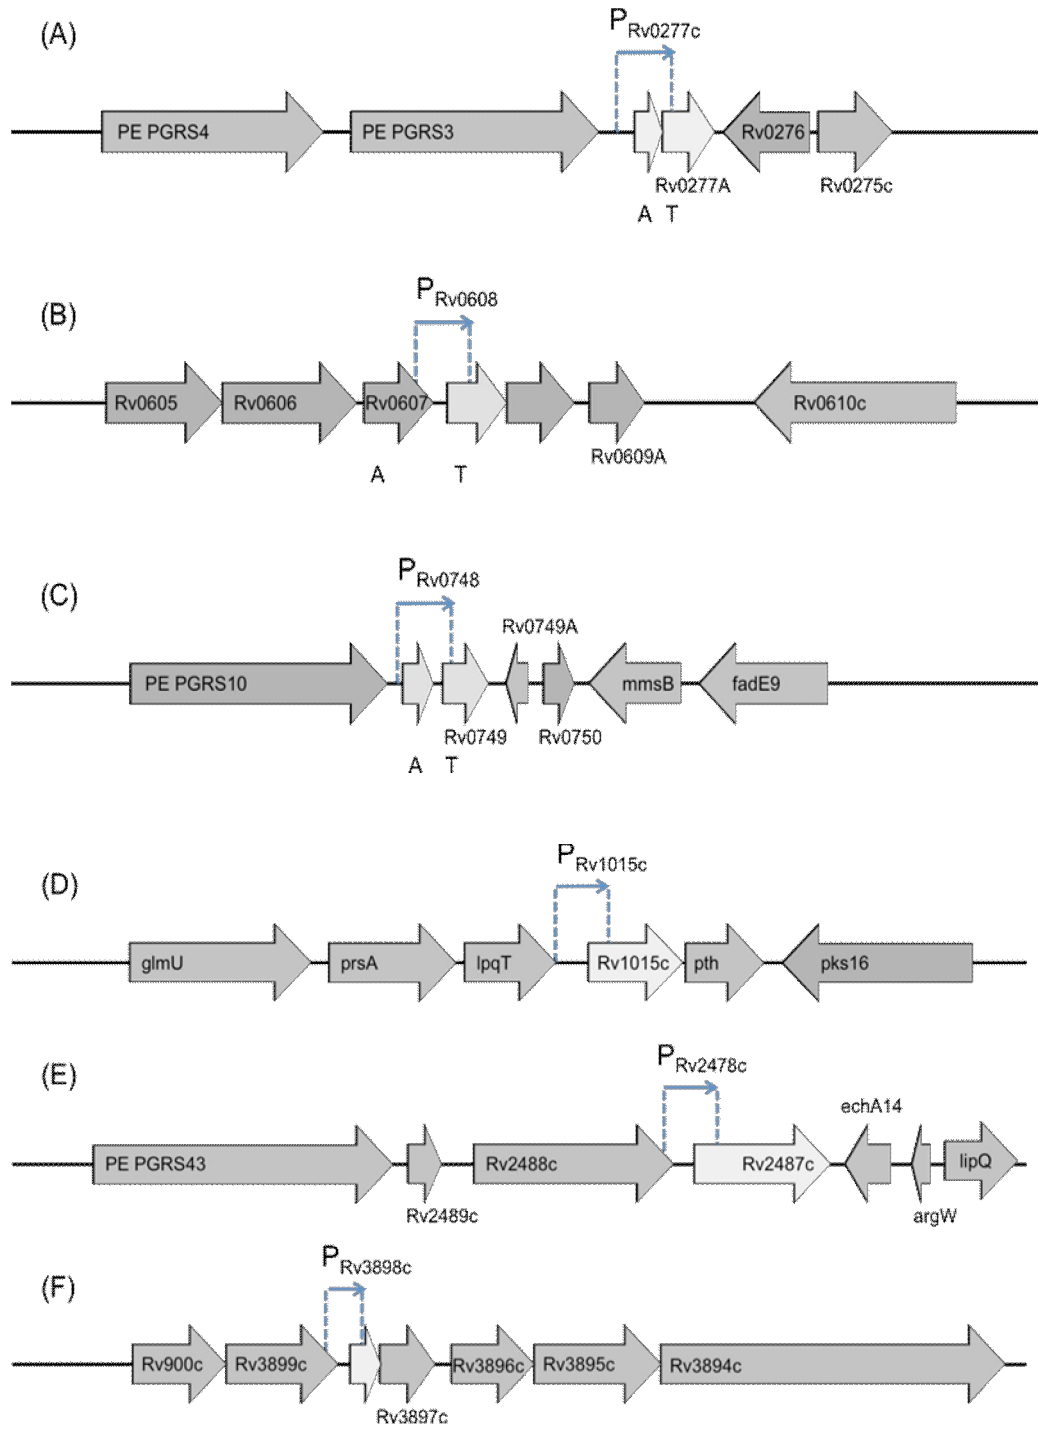 (A)
PRv0277c
PE PGRS4 PE PGRS3 Rv0276
Rv0277A Rv0275c
A T
(B)
PRv0608
Rv0605 Rv0606 Rv0607 Rv0610c
Rv0609A
A T
(C)
PRv0748
Rv0749A
PE PGRS10 mmsB fadE9
Rv0749 Rv0750
A T
(D)
PRv1015c
glmU prsA lpqT Rv1015c pth pks16
(E)
PRv2478c
echA14
PE PGRS43 Rv2488c Rv2487c lipQ
Rv2489c argW
(F)
PRv3898c
Rv900c Rv3899c Rv3896c Rv3895c Rv3894c
Rv3897c